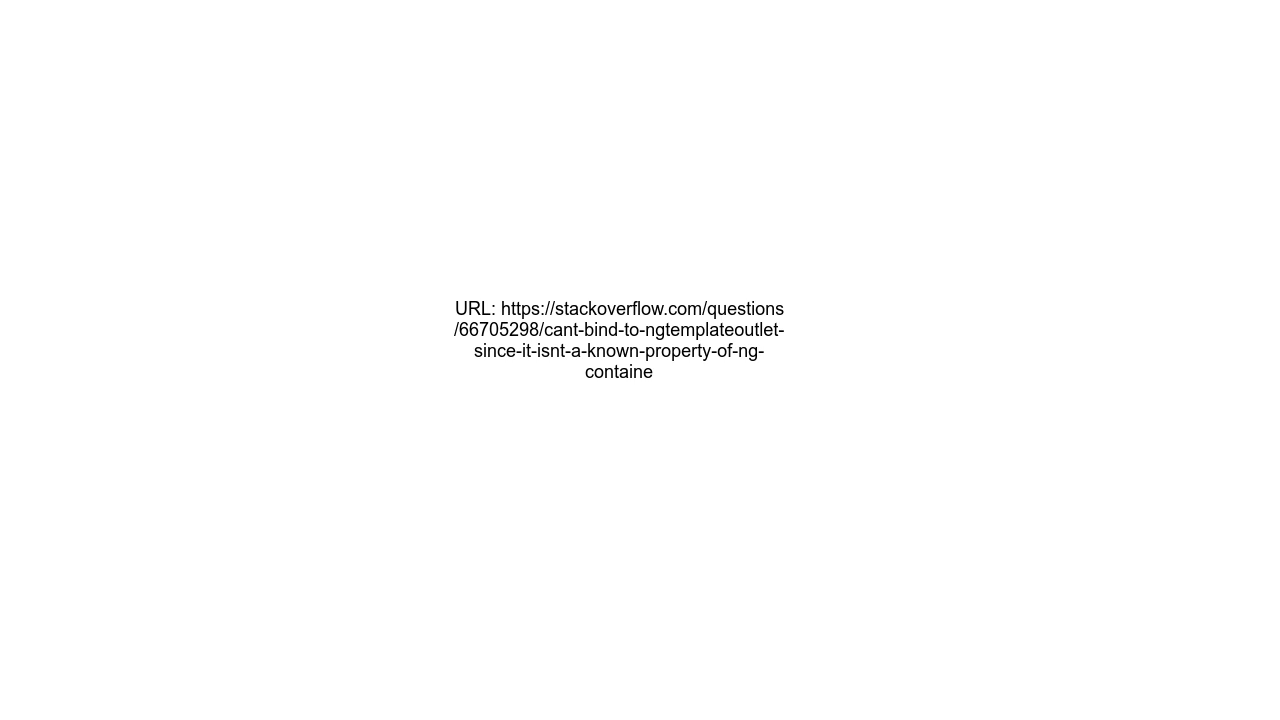 URL: https://stackoverflow.com/questions
/66705298/cant-bind-to-ngtemplateoutlet-
since-it-isnt-a-known-property-of-ng-
containe